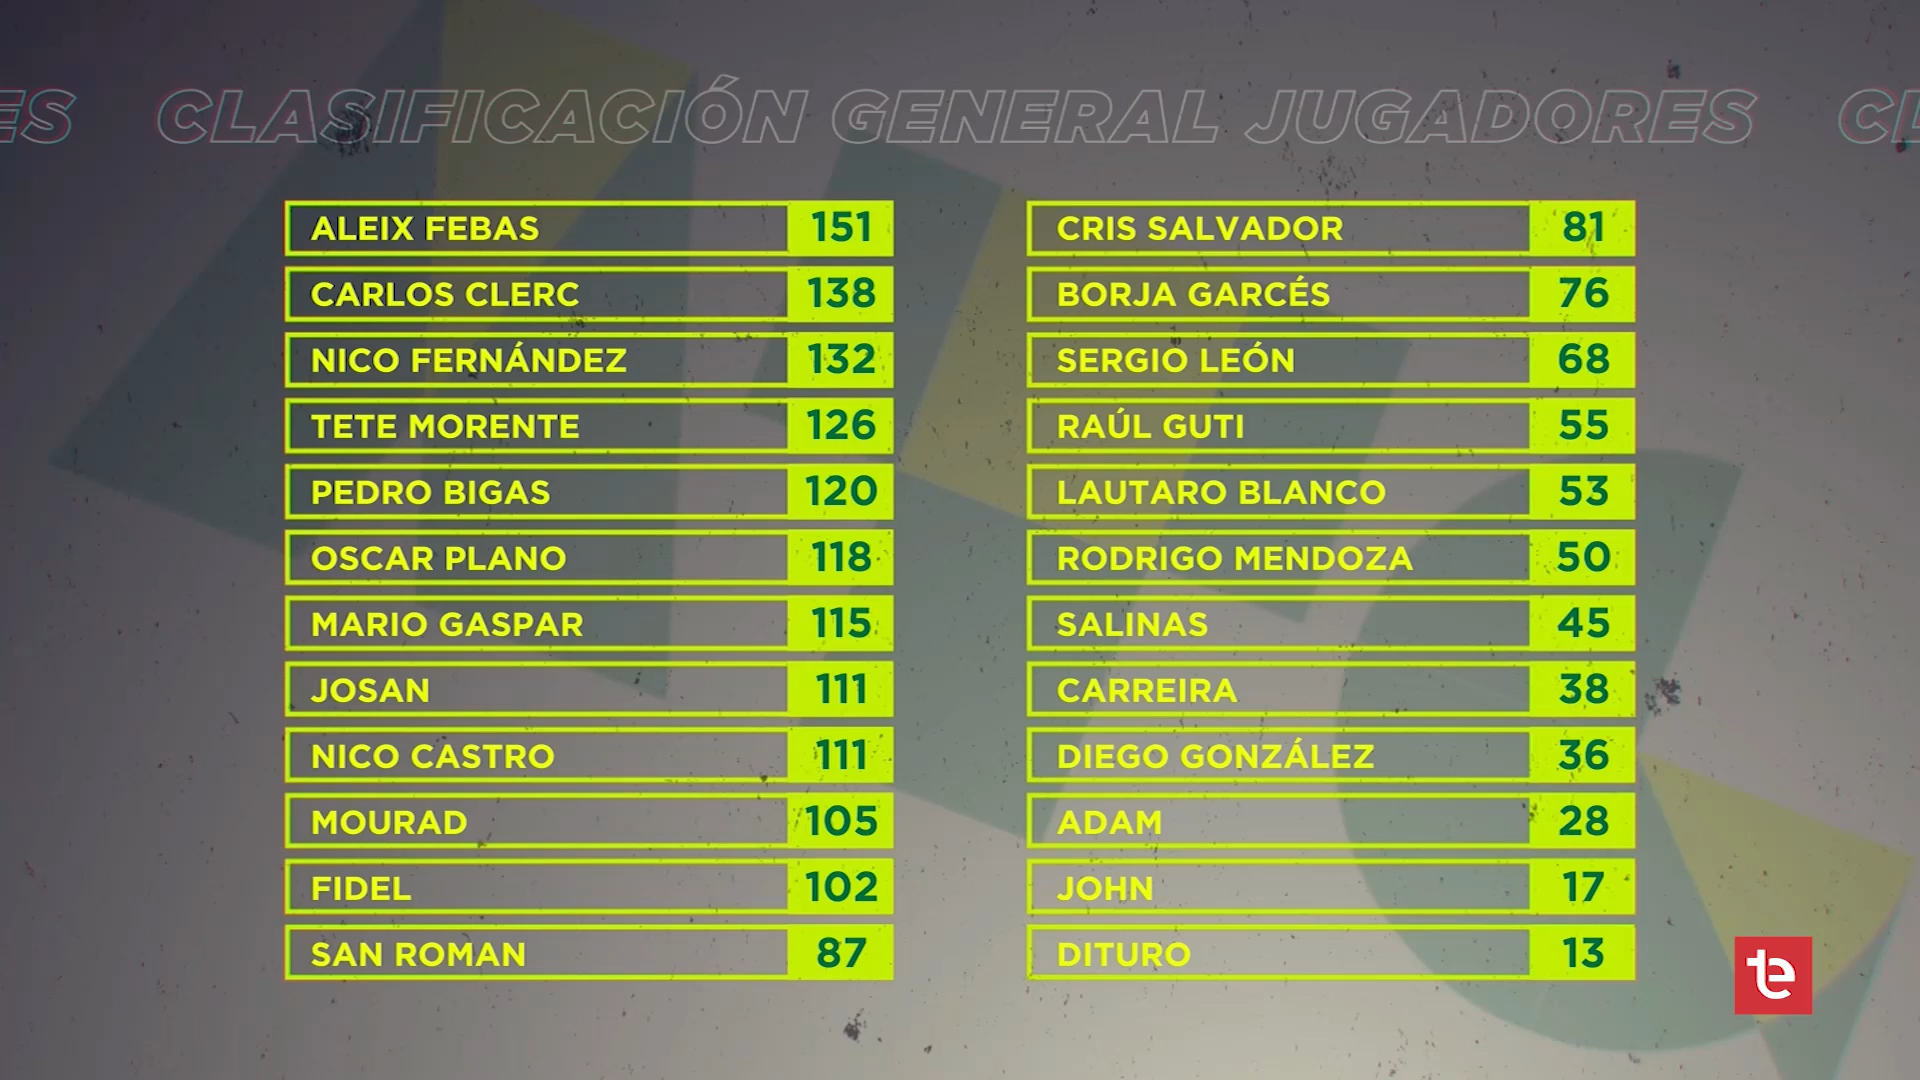 ES CLASIFICACIÓN GENERAL JUGADORES CL
ALEIX FEBAS 151
CARLOS CLERC 138
NICO FERNÁNDEZ 132
TETE MORENTE 126
PEDRO BIGAS 120
OSCAR PLANO 118
MARIO GASPAR 115
JOSAN 111
NICO CASTRO 111
MOURAD 105
FIDEL 102
SAN ROMAN 87
CRIS SALVADOR 81
BORJA GARCÉS 76
SERGIO LEÓN 68
RAÚL GUTI 55
LAUTARO BLANCO 53
RODRIGO MENDOZA 50
SALINAS 45
CARREIRA 38
DIEGO GONZÁLEZ 36
ADAM 28
JOHN 17
DITURO 13
te